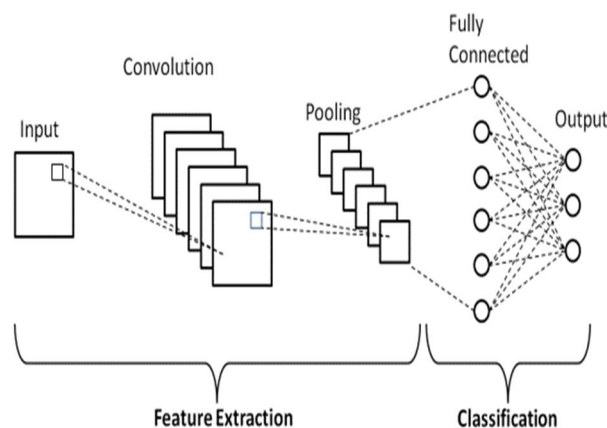 Input
Convolution
Pooling
Fully
Connected
Output
Feature Extraction
Classification